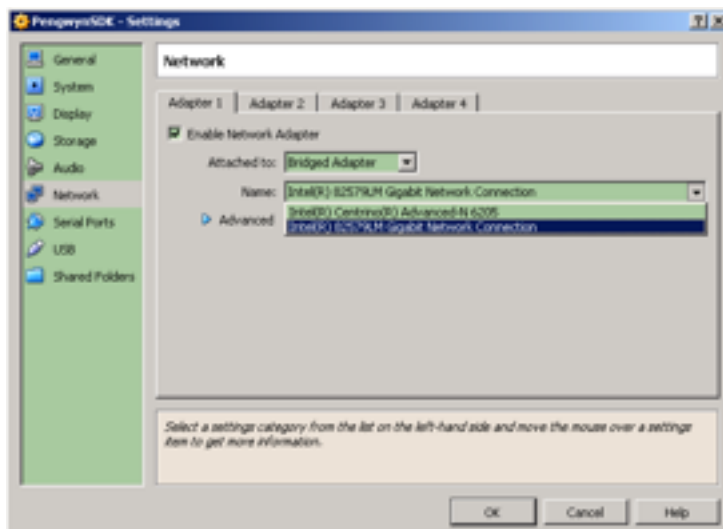 PengwynSDK - Settings
General
System
Display
Storage
Audio
Network
Serial Ports
USB
Shared Folders
Network
Adapter 1 Adapter 2 Adapter 3 Adapter 4
Enable Network Adapter
Attached to: Bridged Adapter
Name: Intel(R) 82579LM Gigabit Network Connection
Intel(R) Centrino(R) Advanced-N 6205
Intel(R) 82579LM Gigabit Network Connection
Advanced
Select a settings category from the list on the left-hand side and move the mouse over a settings
item to get more information.
OK Cancel Help